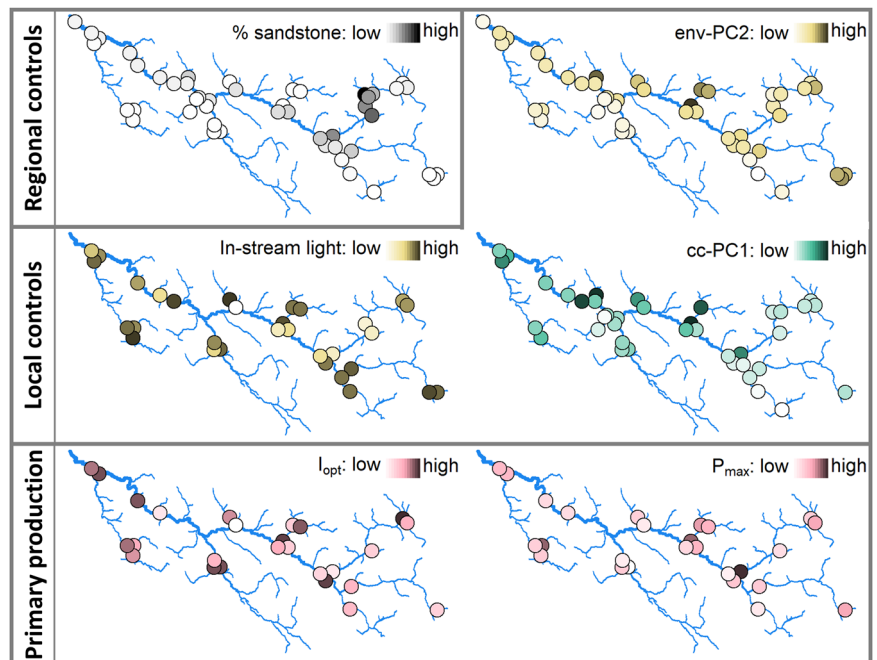 Regional controls
% sandstone: low high
env-PC2: low high
Local controls
In-stream light: low high
cc-PC1: low high
Primary production
Iopt: low high
Pmax: low high